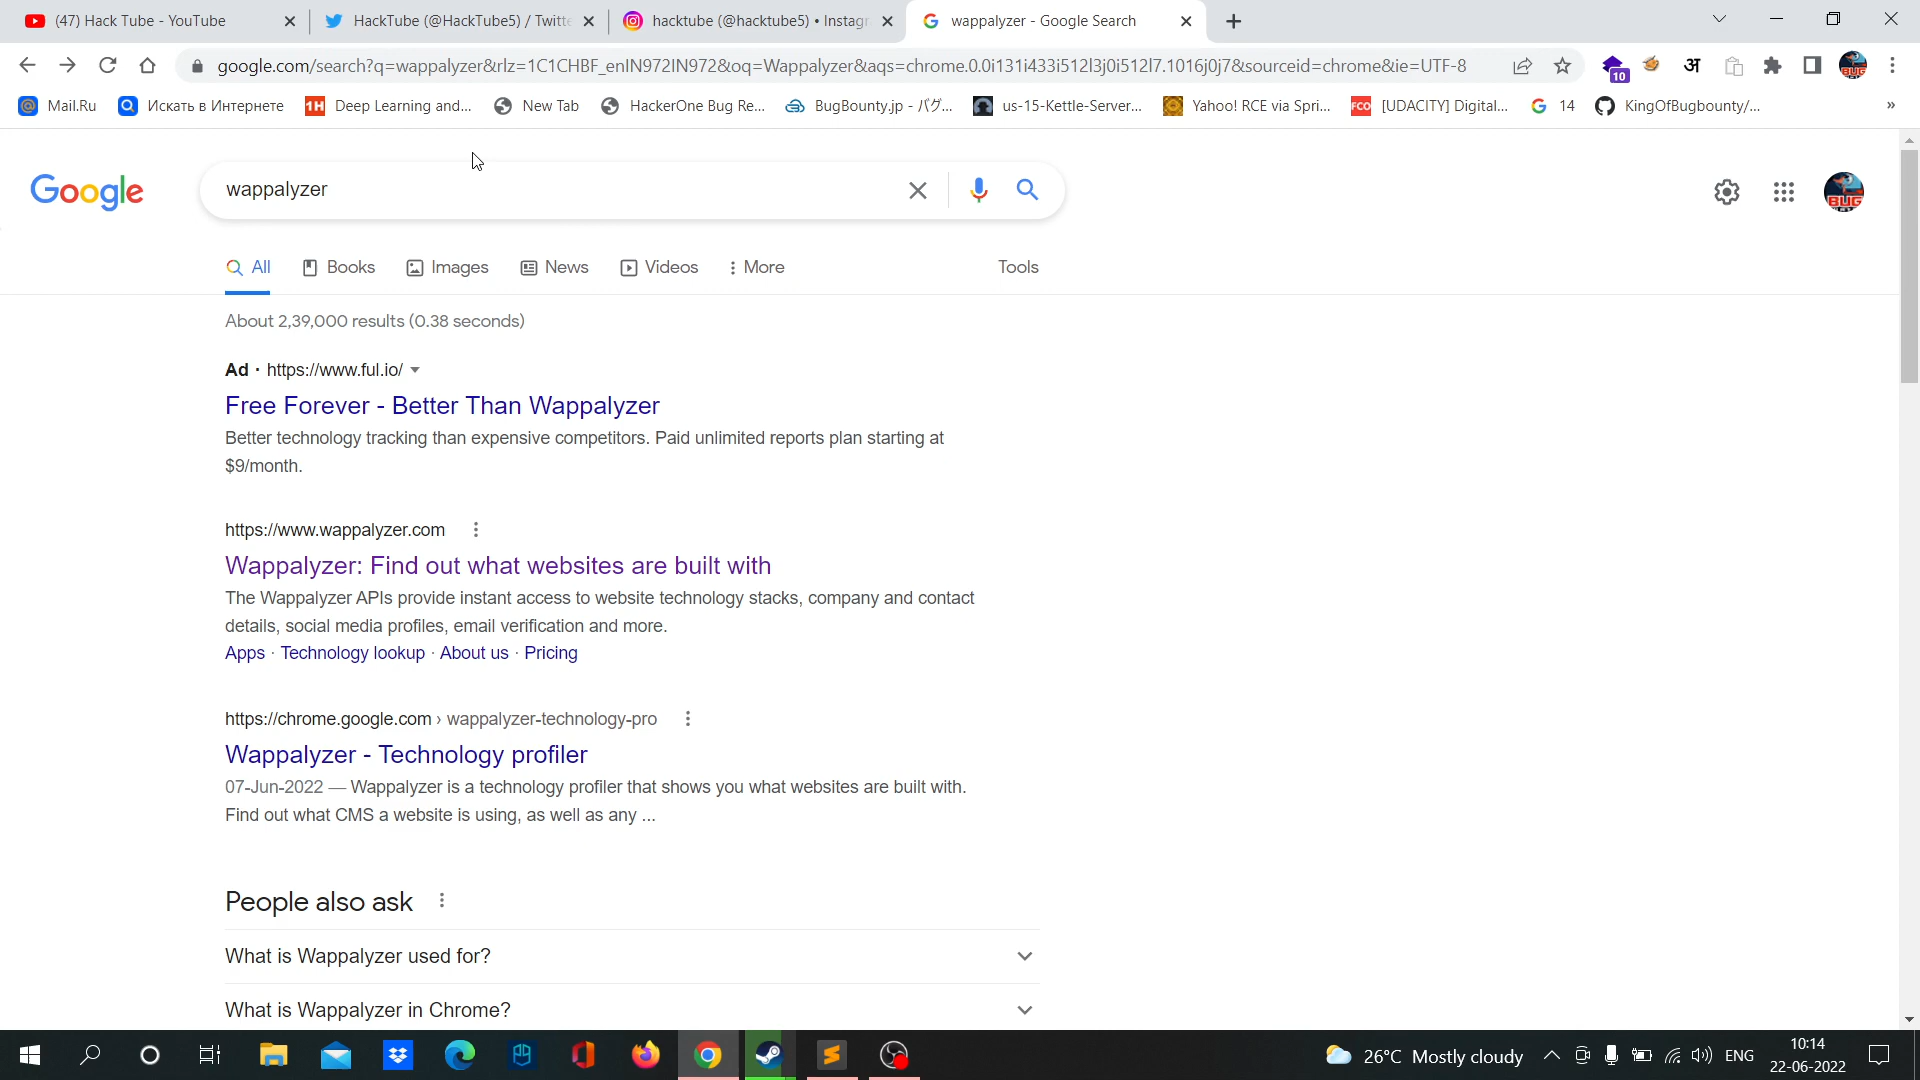 (47) Hack Tube - YouTube
HackTube (@HackTube5) / Twitte
hacktube (@hacktube5) • Instagr
wappalyzer - Google Search
google.com/search?q=wappalyzer&rlz=1C1CHBF_enIN972IN972&oq=Wappalyzer&aqs=chrome.0.0i131i433i512l3j0i512l7.1016j0j7&sourceid=chrome&ie=UTF-8
10
अ
Mail.Ru
Искать в Интернете
1H Deep Learning and...
New Tab
HackerOne Bug Re...
BugBounty.jp - バグ...
us-15-Kettle-Server...
Yahoo! RCE via Spri...
FCO [UDACITY] Digital...
14
KingOfBugbounty/...
»
Google
wappalyzer
BUG
All
Books
Images
News
Videos
More
Tools
About 2,39,000 results (0.38 seconds)
Ad · https://www.ful.io/
Free Forever - Better Than Wappalyzer
Better technology tracking than expensive competitors. Paid unlimited reports plan starting at
$9/month.
https://www.wappalyzer.com
Wappalyzer: Find out what websites are built with
The Wappalyzer APIs provide instant access to website technology stacks, company and contact
details, social media profiles, email verification and more.
Apps · Technology lookup · About us · Pricing
https://chrome.google.com › wappalyzer-technology-pro
Wappalyzer - Technology profiler
07-Jun-2022 — Wappalyzer is a technology profiler that shows you what websites are built with.
Find out what CMS a website is using, as well as any ...
People also ask
What is Wappalyzer used for?
What is Wappalyzer in Chrome?
26°C Mostly cloudy
ENG
10:14
22-06-2022